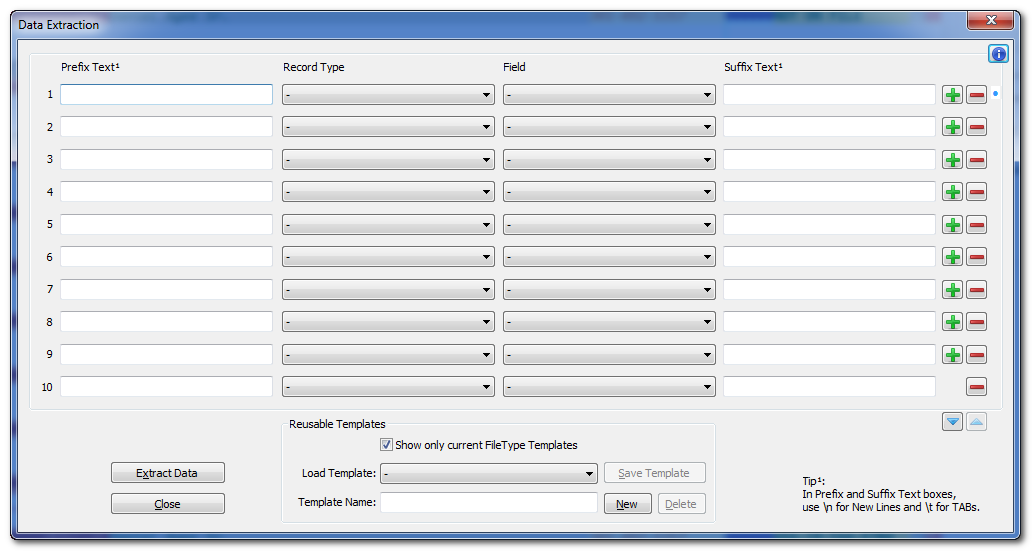 Data Extraction
Prefix Text¹ Record Type Field Suffix Text¹
1 - -
2 - -
3 - -
4 - -
5 - -
6 - -
7 - -
8 - -
9 - -
10 - -
Reusable Templates
Show only current FileType Templates
Extract Data Load Template: - Save Template
Close Template Name: New Delete
Tip¹:
In Prefix and Suffix Text boxes,
use \n for New Lines and \t for TABs.